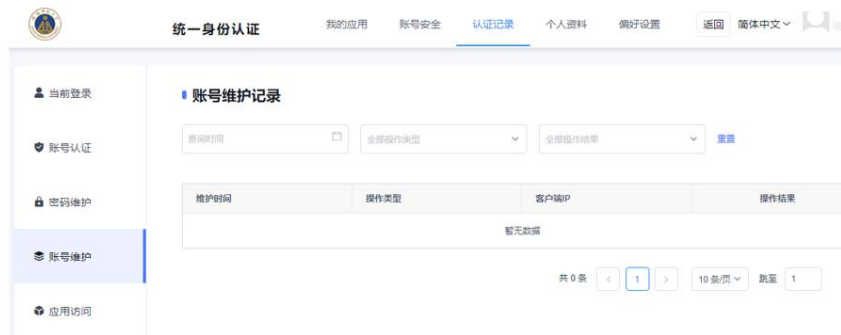 统一身份认证
我的应用 账号安全 认证记录 个人资料 偏好设置 返回 简体中文
当前登录
账号认证
密码维护
账号维护
应用访问
账号维护记录
查询时间 全部操作类型 全部操作结果 重置
维护时间 操作类型 客户端IP 操作结果
暂无数据
共 0 条 < 1 > 10 条/页 跳至 1